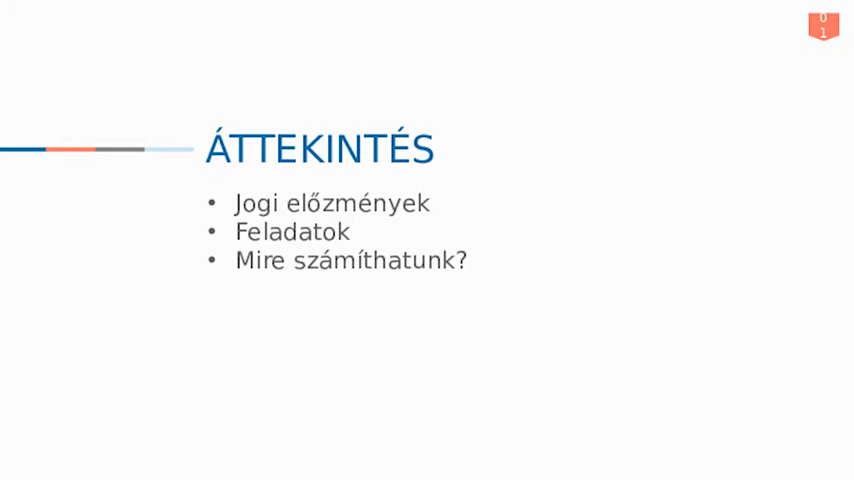 0
1
ÁTTEKINTÉS
• Jogi előzmények
• Feladatok
• Mire számíthatunk?